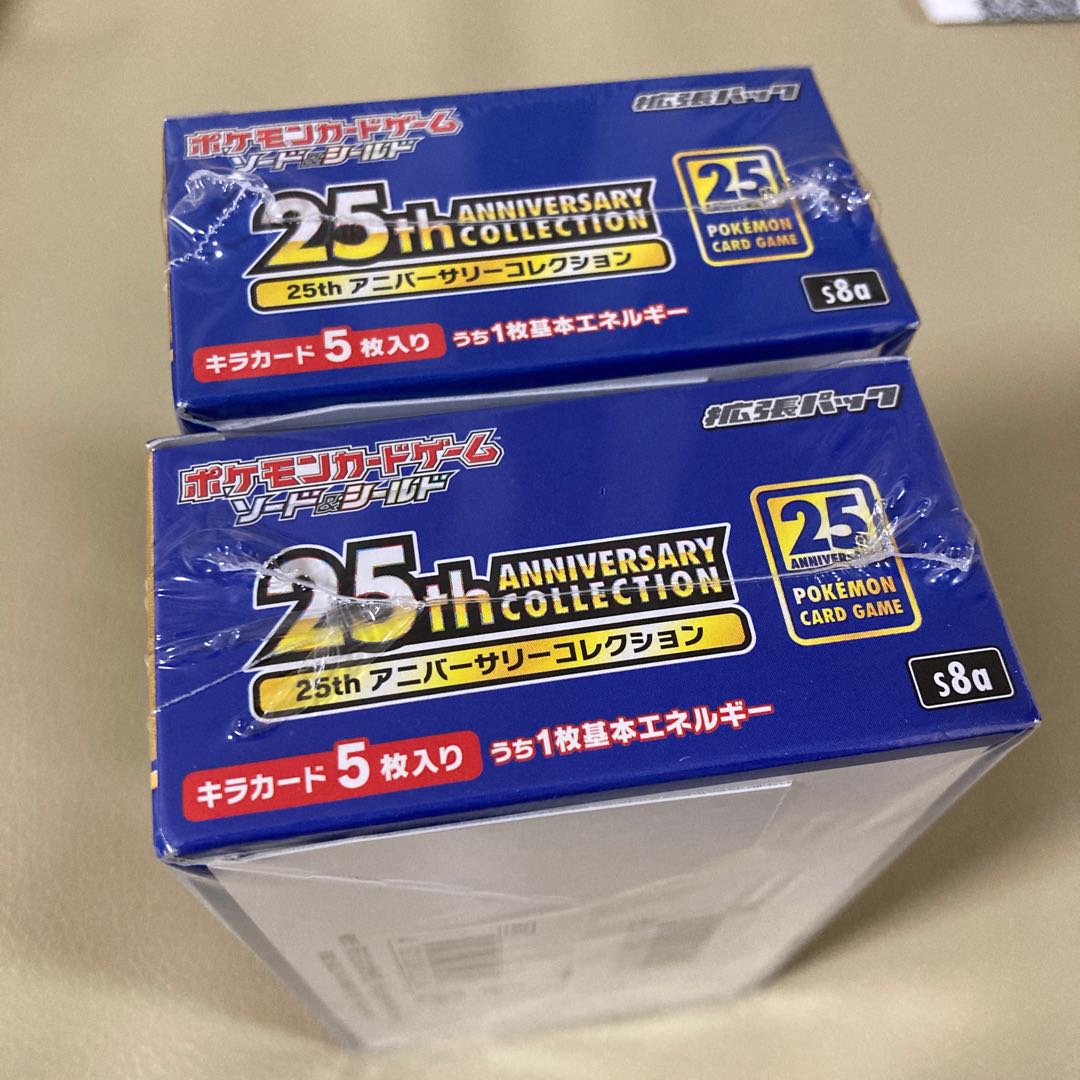 ポケモンカードゲーム
ソード&シールド
拡張パック
25th ANNIVERSARY
COLLECTION
25th アニバーサリーコレクション
25
POKÉMON
CARD GAME
s8a
キラカード 5 枚入り うち1枚基本エネルギー
ポケモンカードゲーム
ソード&シールド
拡張パック
25th ANNIVERSARY
COLLECTION
25th アニバーサリーコレクション
25
ANNIVERSARY
POKÉMON
CARD GAME
s8a
キラカード 5 枚入り うち1枚基本エネルギー